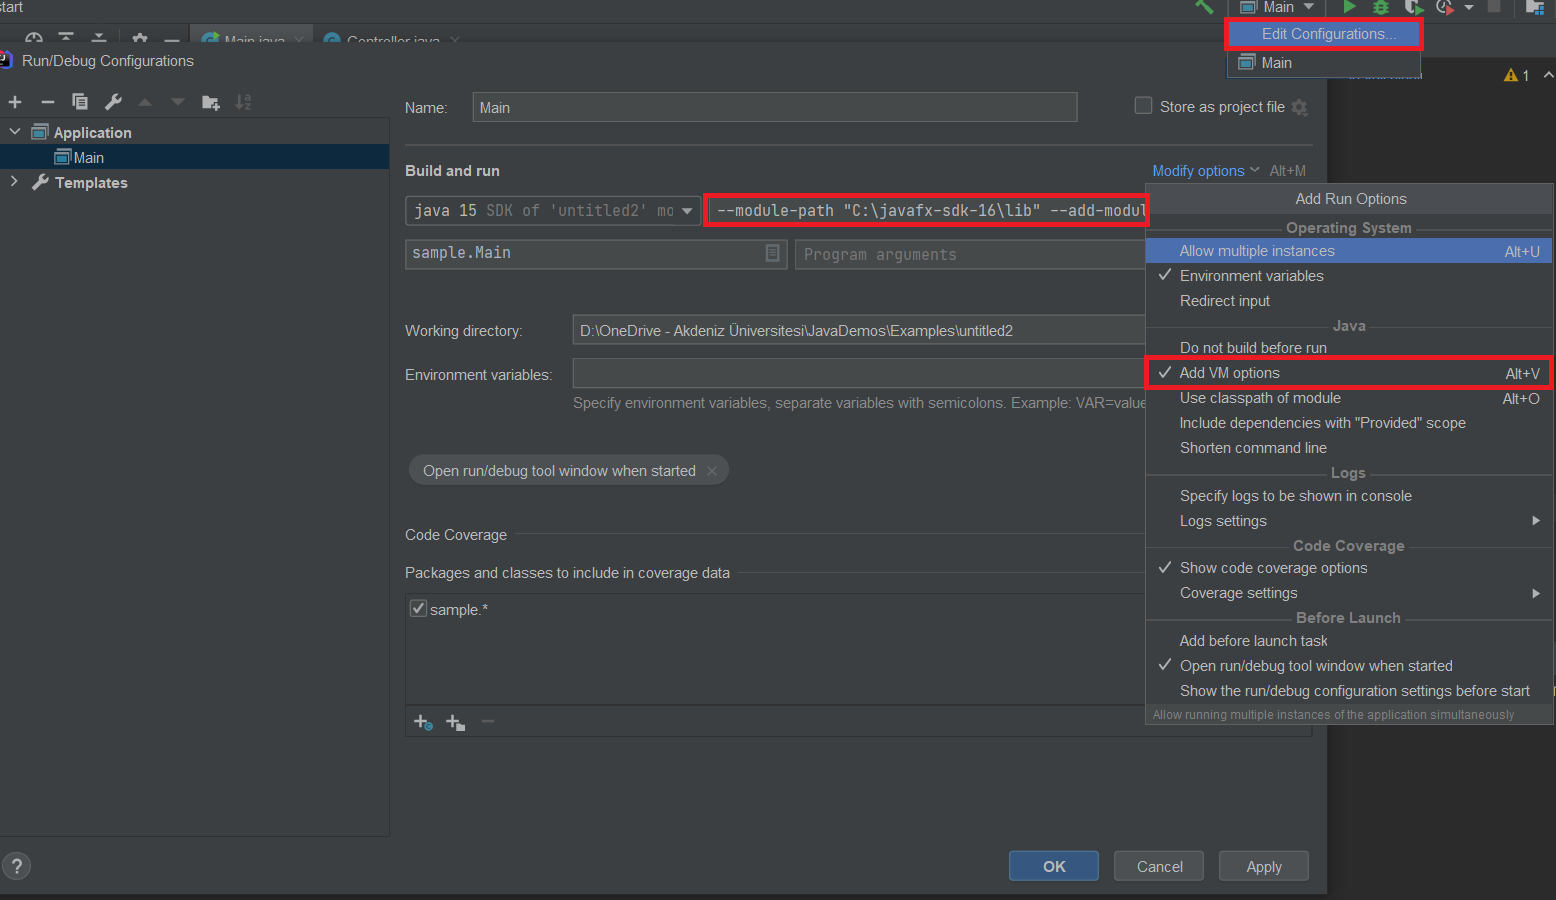 start
Main
Main.java
Controller.java
Edit Configurations...
Main
Run/Debug Configurations
1
Application
Main
Templates
Name:
Main
Store as project file
Build and run
Modify options
Alt+M
java 15 SDK of 'untitled2' mo
--module-path "C:\javafx-sdk-16\lib" --add-modul
sample.Main
Program arguments
Working directory:
D:\OneDrive - Akdeniz Üniversitesi\JavaDemos\Examples\untitled2
Environment variables:
Specify environment variables, separate variables with semicolons. Example: VAR=value
Open run/debug tool window when started
Code Coverage
Packages and classes to include in coverage data
sample.*
Add Run Options
Operating System
Allow multiple instances Alt+U
Environment variables
Redirect input
Java
Do not build before run
Add VM options Alt+V
Use classpath of module Alt+O
Include dependencies with "Provided" scope
Shorten command line
Logs
Specify logs to be shown in console
Logs settings
Code Coverage
Show code coverage options
Coverage settings
Before Launch
Add before launch task
Open run/debug tool window when started
Show the run/debug configuration settings before start
Allow running multiple instances of the application simultaneously
?
OK
Cancel
Apply